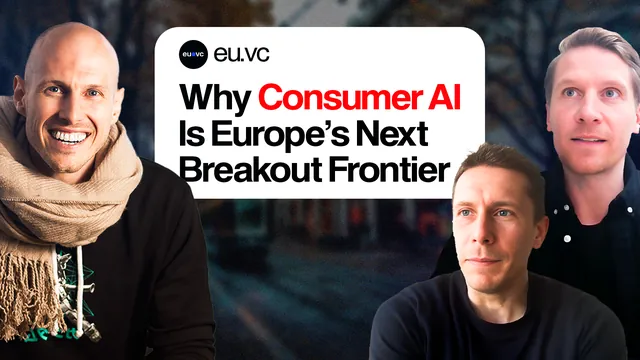 eu.vc eu.vc
Why Consumer AI
Is Europe's Next
Breakout Frontier